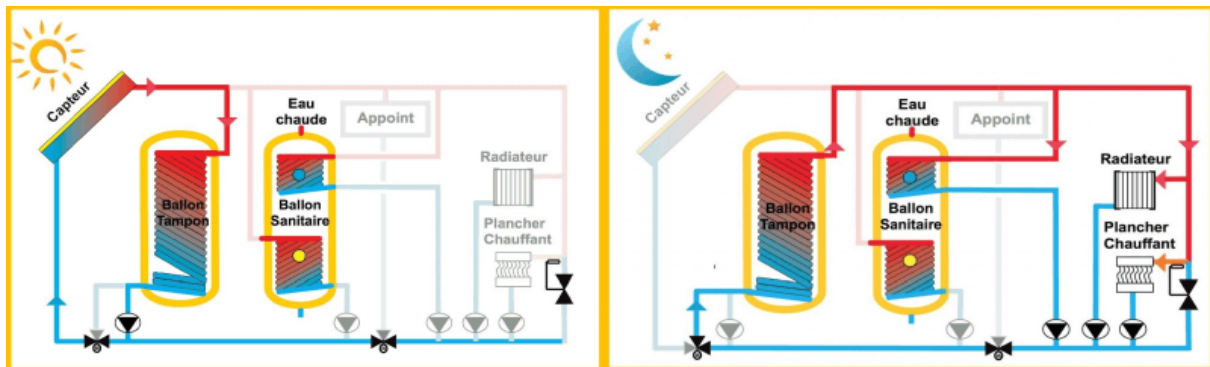 Capteur
Eau
chaude
Appoint
Radiateur
Ballon
Tampon
Ballon
Sanitaire
Plancher
Chauffant
Capteur
Eau
chaude
Appoint
Radiateur
Ballon
Tampon
Ballon
Sanitaire
Plancher
Chauffant